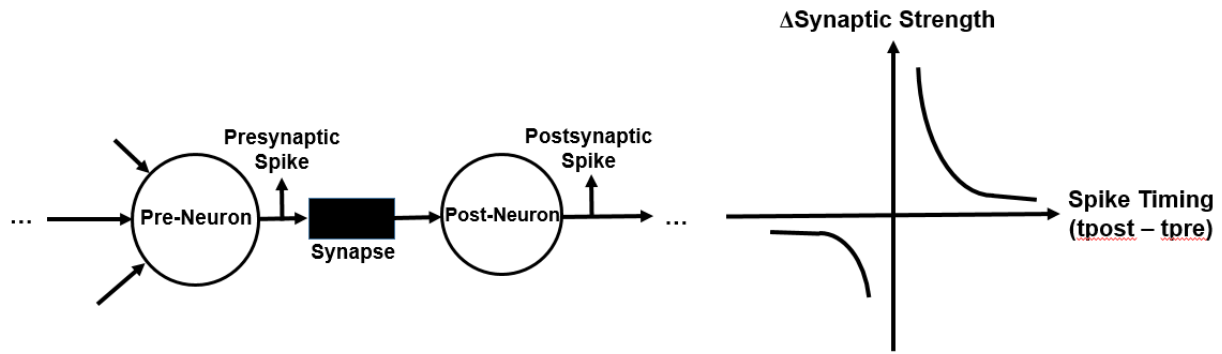 ...
Pre-Neuron
Presynaptic
Spike
Synapse
Post-Neuron
Postsynaptic
Spike
...
ΔSynaptic Strength
Spike Timing
(tpost – tpre)